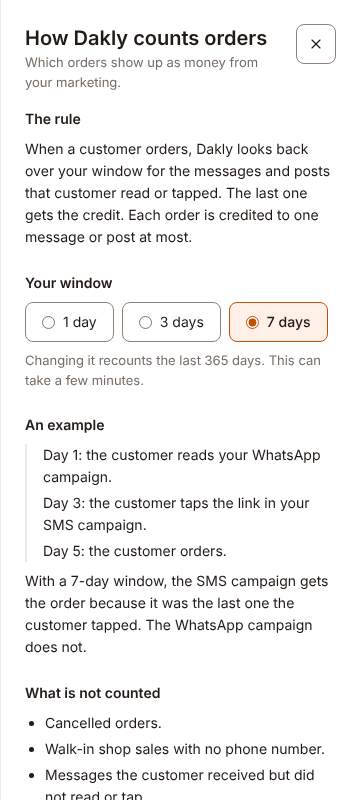 How Dakly counts orders
Which orders show up as money from
your marketing.
The rule
When a customer orders, Dakly looks back
over your window for the messages and posts
that customer read or tapped. The last one
gets the credit. Each order is credited to one
message or post at most.
Your window
1 day
3 days
7 days
Changing it recounts the last 365 days. This can
take a few minutes.
An example
Day 1: the customer reads your WhatsApp
campaign.
Day 3: the customer taps the link in your
SMS campaign.
Day 5: the customer orders.
With a 7-day window, the SMS campaign gets
the order because it was the last one the
customer tapped. The WhatsApp campaign
does not.
What is not counted
• Cancelled orders.
• Walk-in shop sales with no phone number.
• Messages the customer received but did
not read or tap